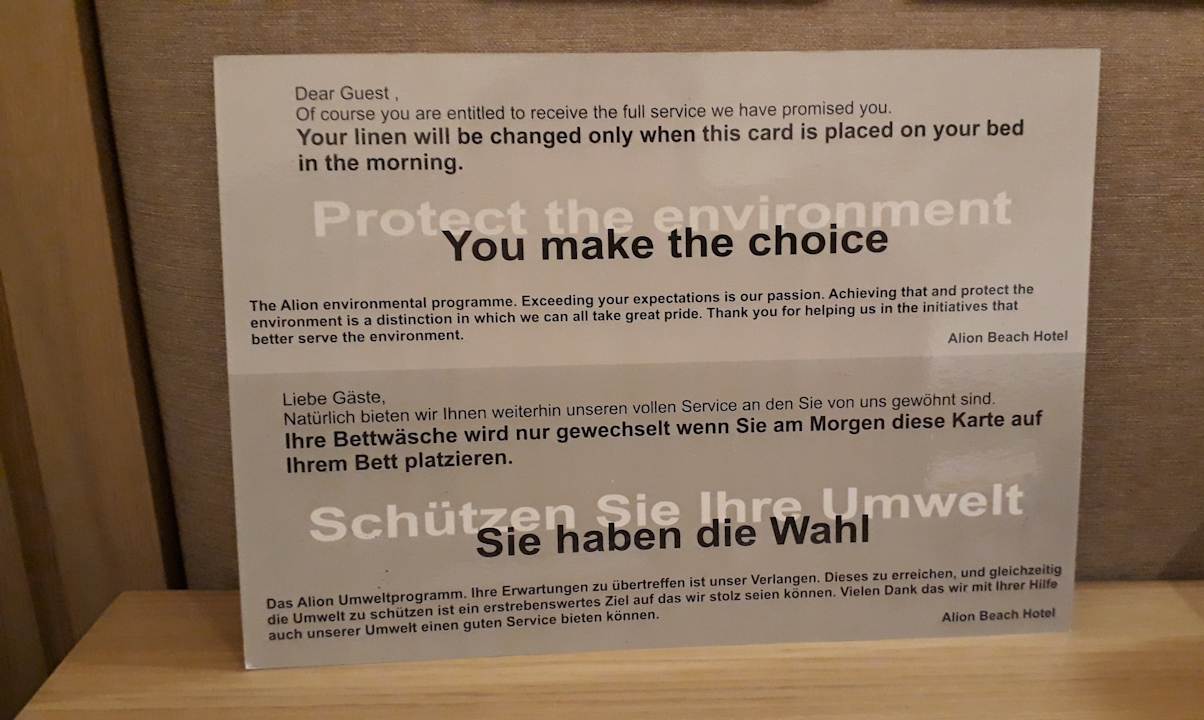 Dear Guest ,
Of course you are entitled to receive the full service we have promised you.
Your linen will be changed only when this card is placed on your bed
in the morning.
Protect the environment
You make the choice
The Alion environmental programme. Exceeding your expectations is our passion. Achieving that and protect the
environment is a distinction in which we can all take great pride. Thank you for helping us in the initiatives that
better serve the environment.
Alion Beach Hotel
Liebe Gäste,
Natürlich bieten wir Ihnen weiterhin unseren vollen Service an den Sie von uns gewöhnt sind.
Ihre Bettwäsche wird nur gewechselt wenn Sie am Morgen diese Karte auf
Ihrem Bett platzieren.
Schützen Sie Ihre Umwelt
Sie haben die Wahl
Das Alion Umweltprogramm. Ihre Erwartungen zu übertreffen ist unser Verlangen. Dieses zu erreichen, und gleichzeitig
die Umwelt zu schützen ist ein erstrebenswertes Ziel auf das wir stolz seien können. Vielen Dank das wir mit Ihrer Hilfe
auch unserer Umwelt einen guten Service bieten können.
Alion Beach Hotel